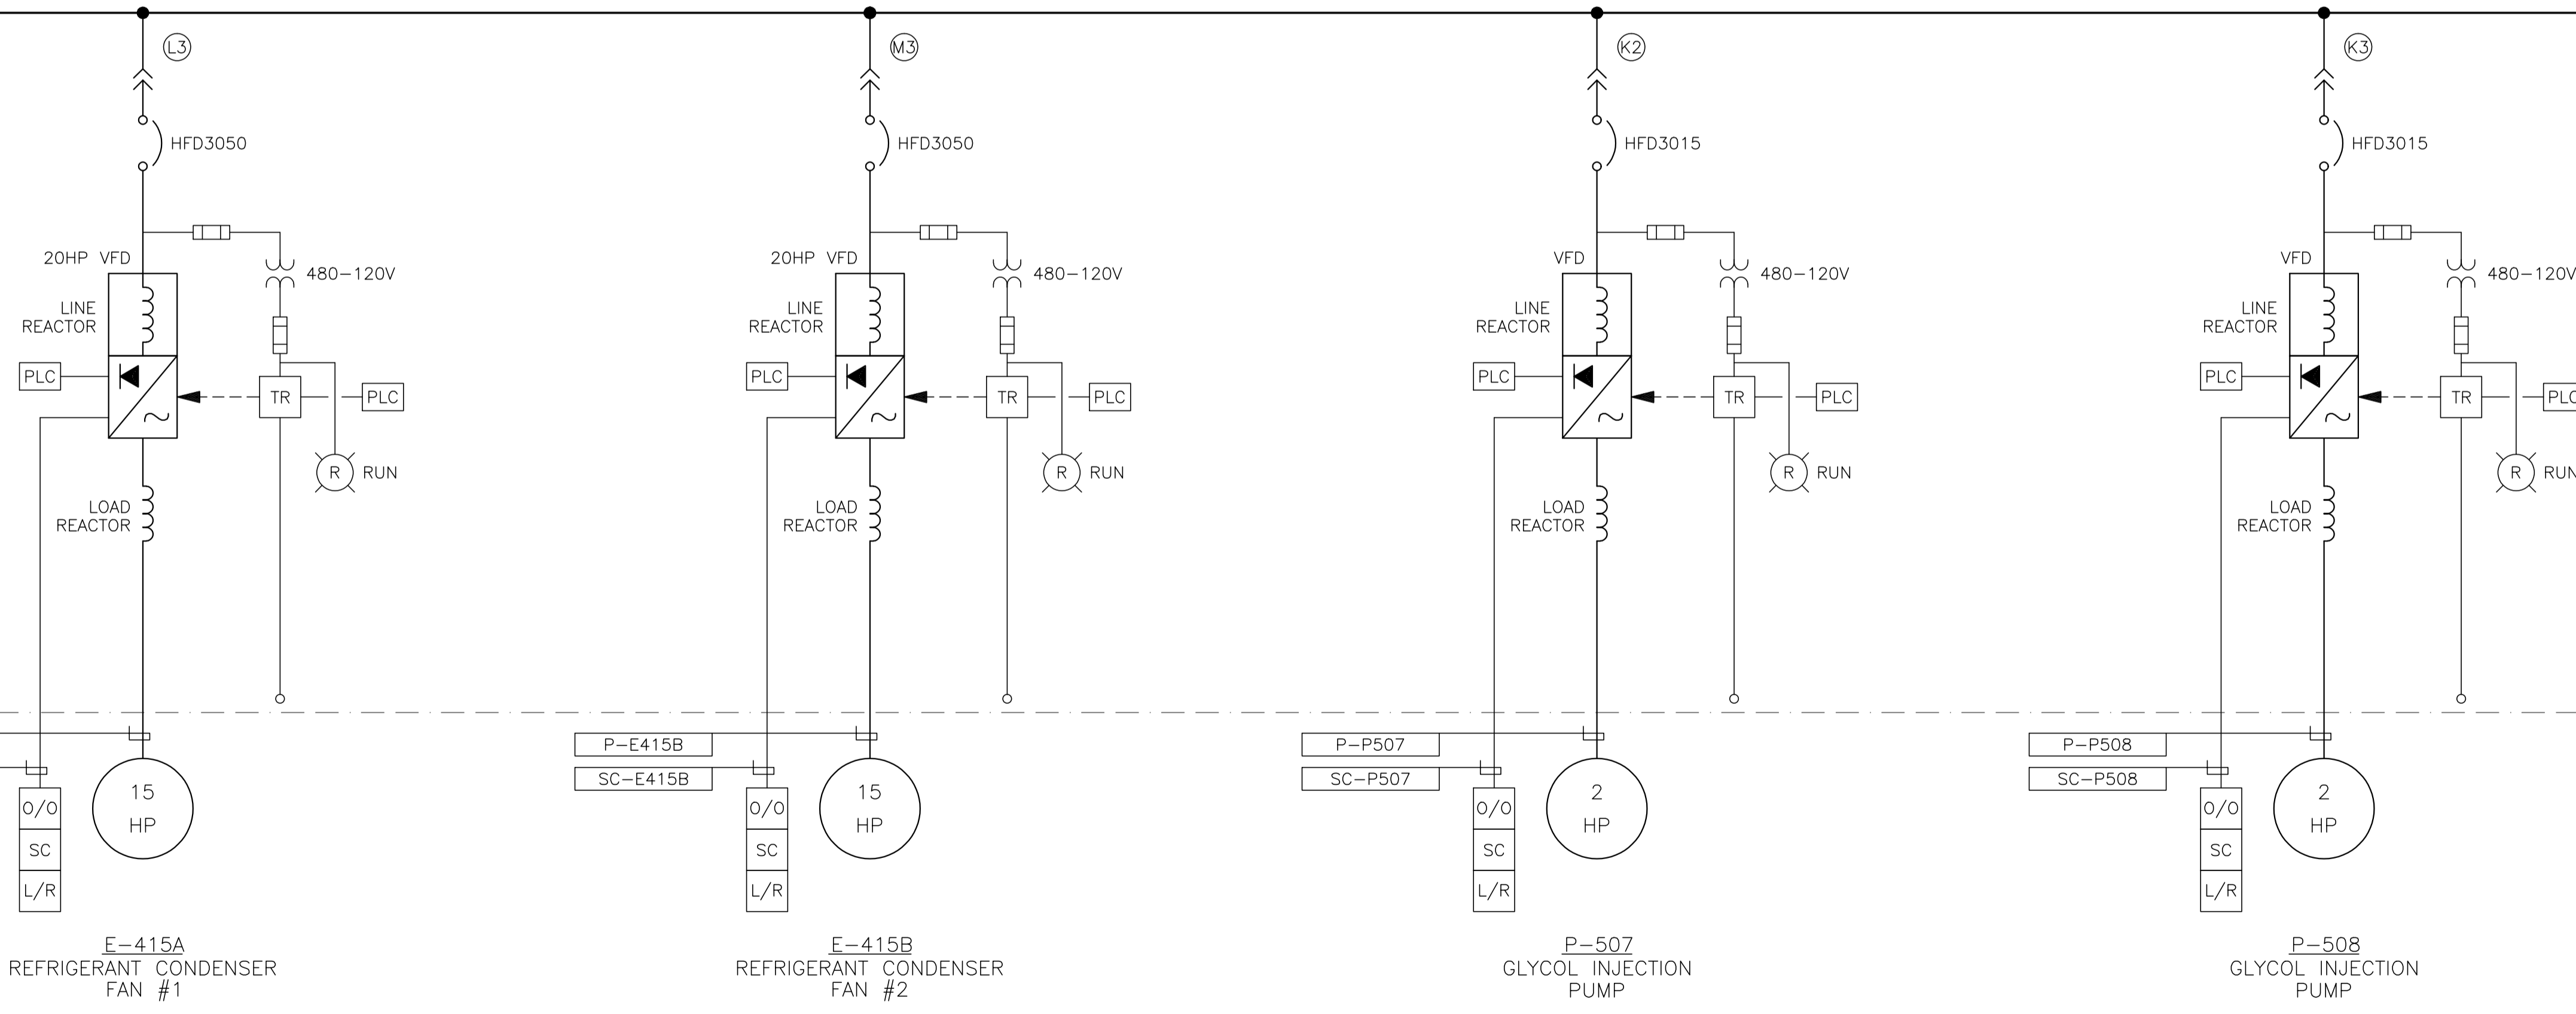 L3
HFD3050
20HP VFD
480-120V
LINE
REACTOR
PLC
TR
PLC
R RUN
LOAD
REACTOR
15
HP
O/O
SC
L/R
E-415A
REFRIGERANT CONDENSER
FAN #1
M3
HFD3050
20HP VFD
480-120V
LINE
REACTOR
PLC
TR
PLC
R RUN
LOAD
REACTOR
P-E415B
SC-E415B
15
HP
O/O
SC
L/R
E-415B
REFRIGERANT CONDENSER
FAN #2
K2
HFD3015
VFD
480-120V
LINE
REACTOR
PLC
TR
PLC
R RUN
LOAD
REACTOR
P-P507
SC-P507
2
HP
O/O
SC
L/R
P-507
GLYCOL INJECTION
PUMP
K3
HFD3015
VFD
480-120V
LINE
REACTOR
PLC
TR
PLC
R RUN
LOAD
REACTOR
P-P508
SC-P508
2
HP
O/O
SC
L/R
P-508
GLYCOL INJECTION
PUMP